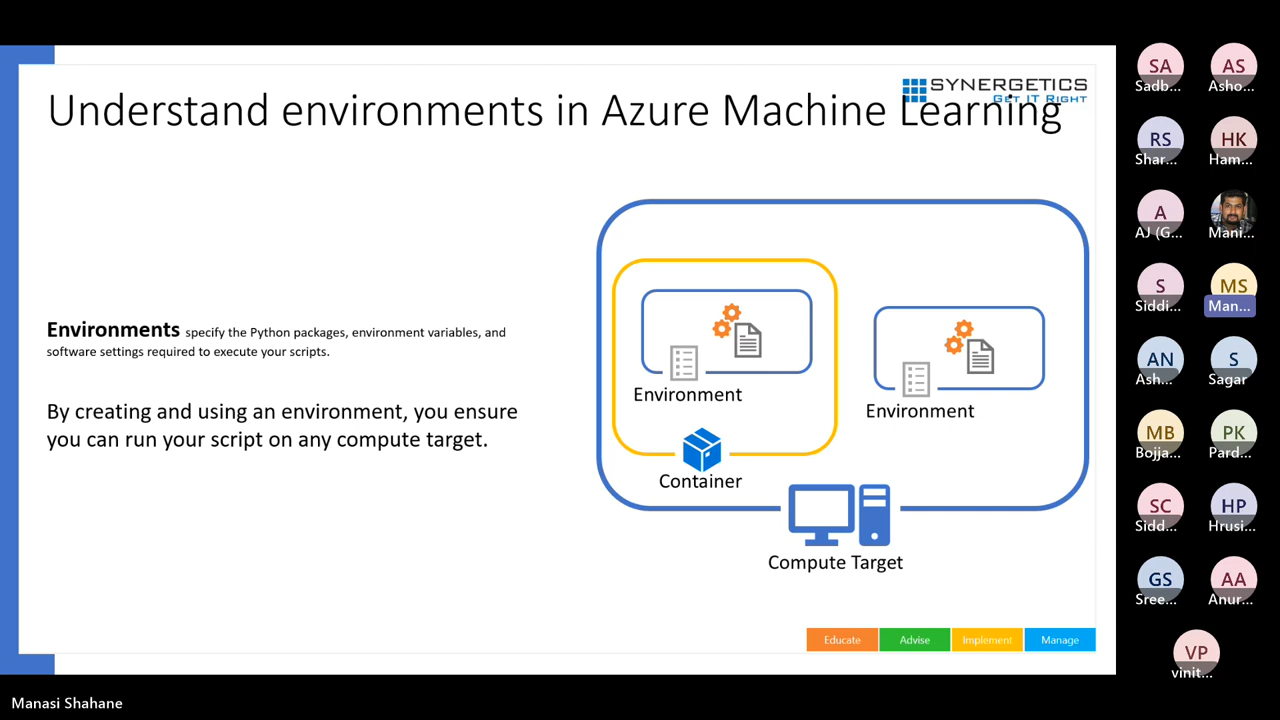 SYNERGETICS
GET IT RIGHT
Understand environments in Azure Machine Learning
Environments specify the Python packages, environment variables, and
software settings required to execute your scripts.
By creating and using an environment, you ensure
you can run your script on any compute target.
Environment
Environment
Container
Compute Target
Educate
Advise
Implement
Manage
SA
Sadb...
AS
Asho...
RS
Shar...
HK
Ham...
A
AJ (G...
Mani...
S
Siddi...
MS
Man...
AN
Ash...
S
Sagar
MB
Bojja...
PK
Pard...
SC
Sidd...
HP
Hrusi...
GS
Sree...
AA
Anur...
VP
vinit...
Manasi Shahane